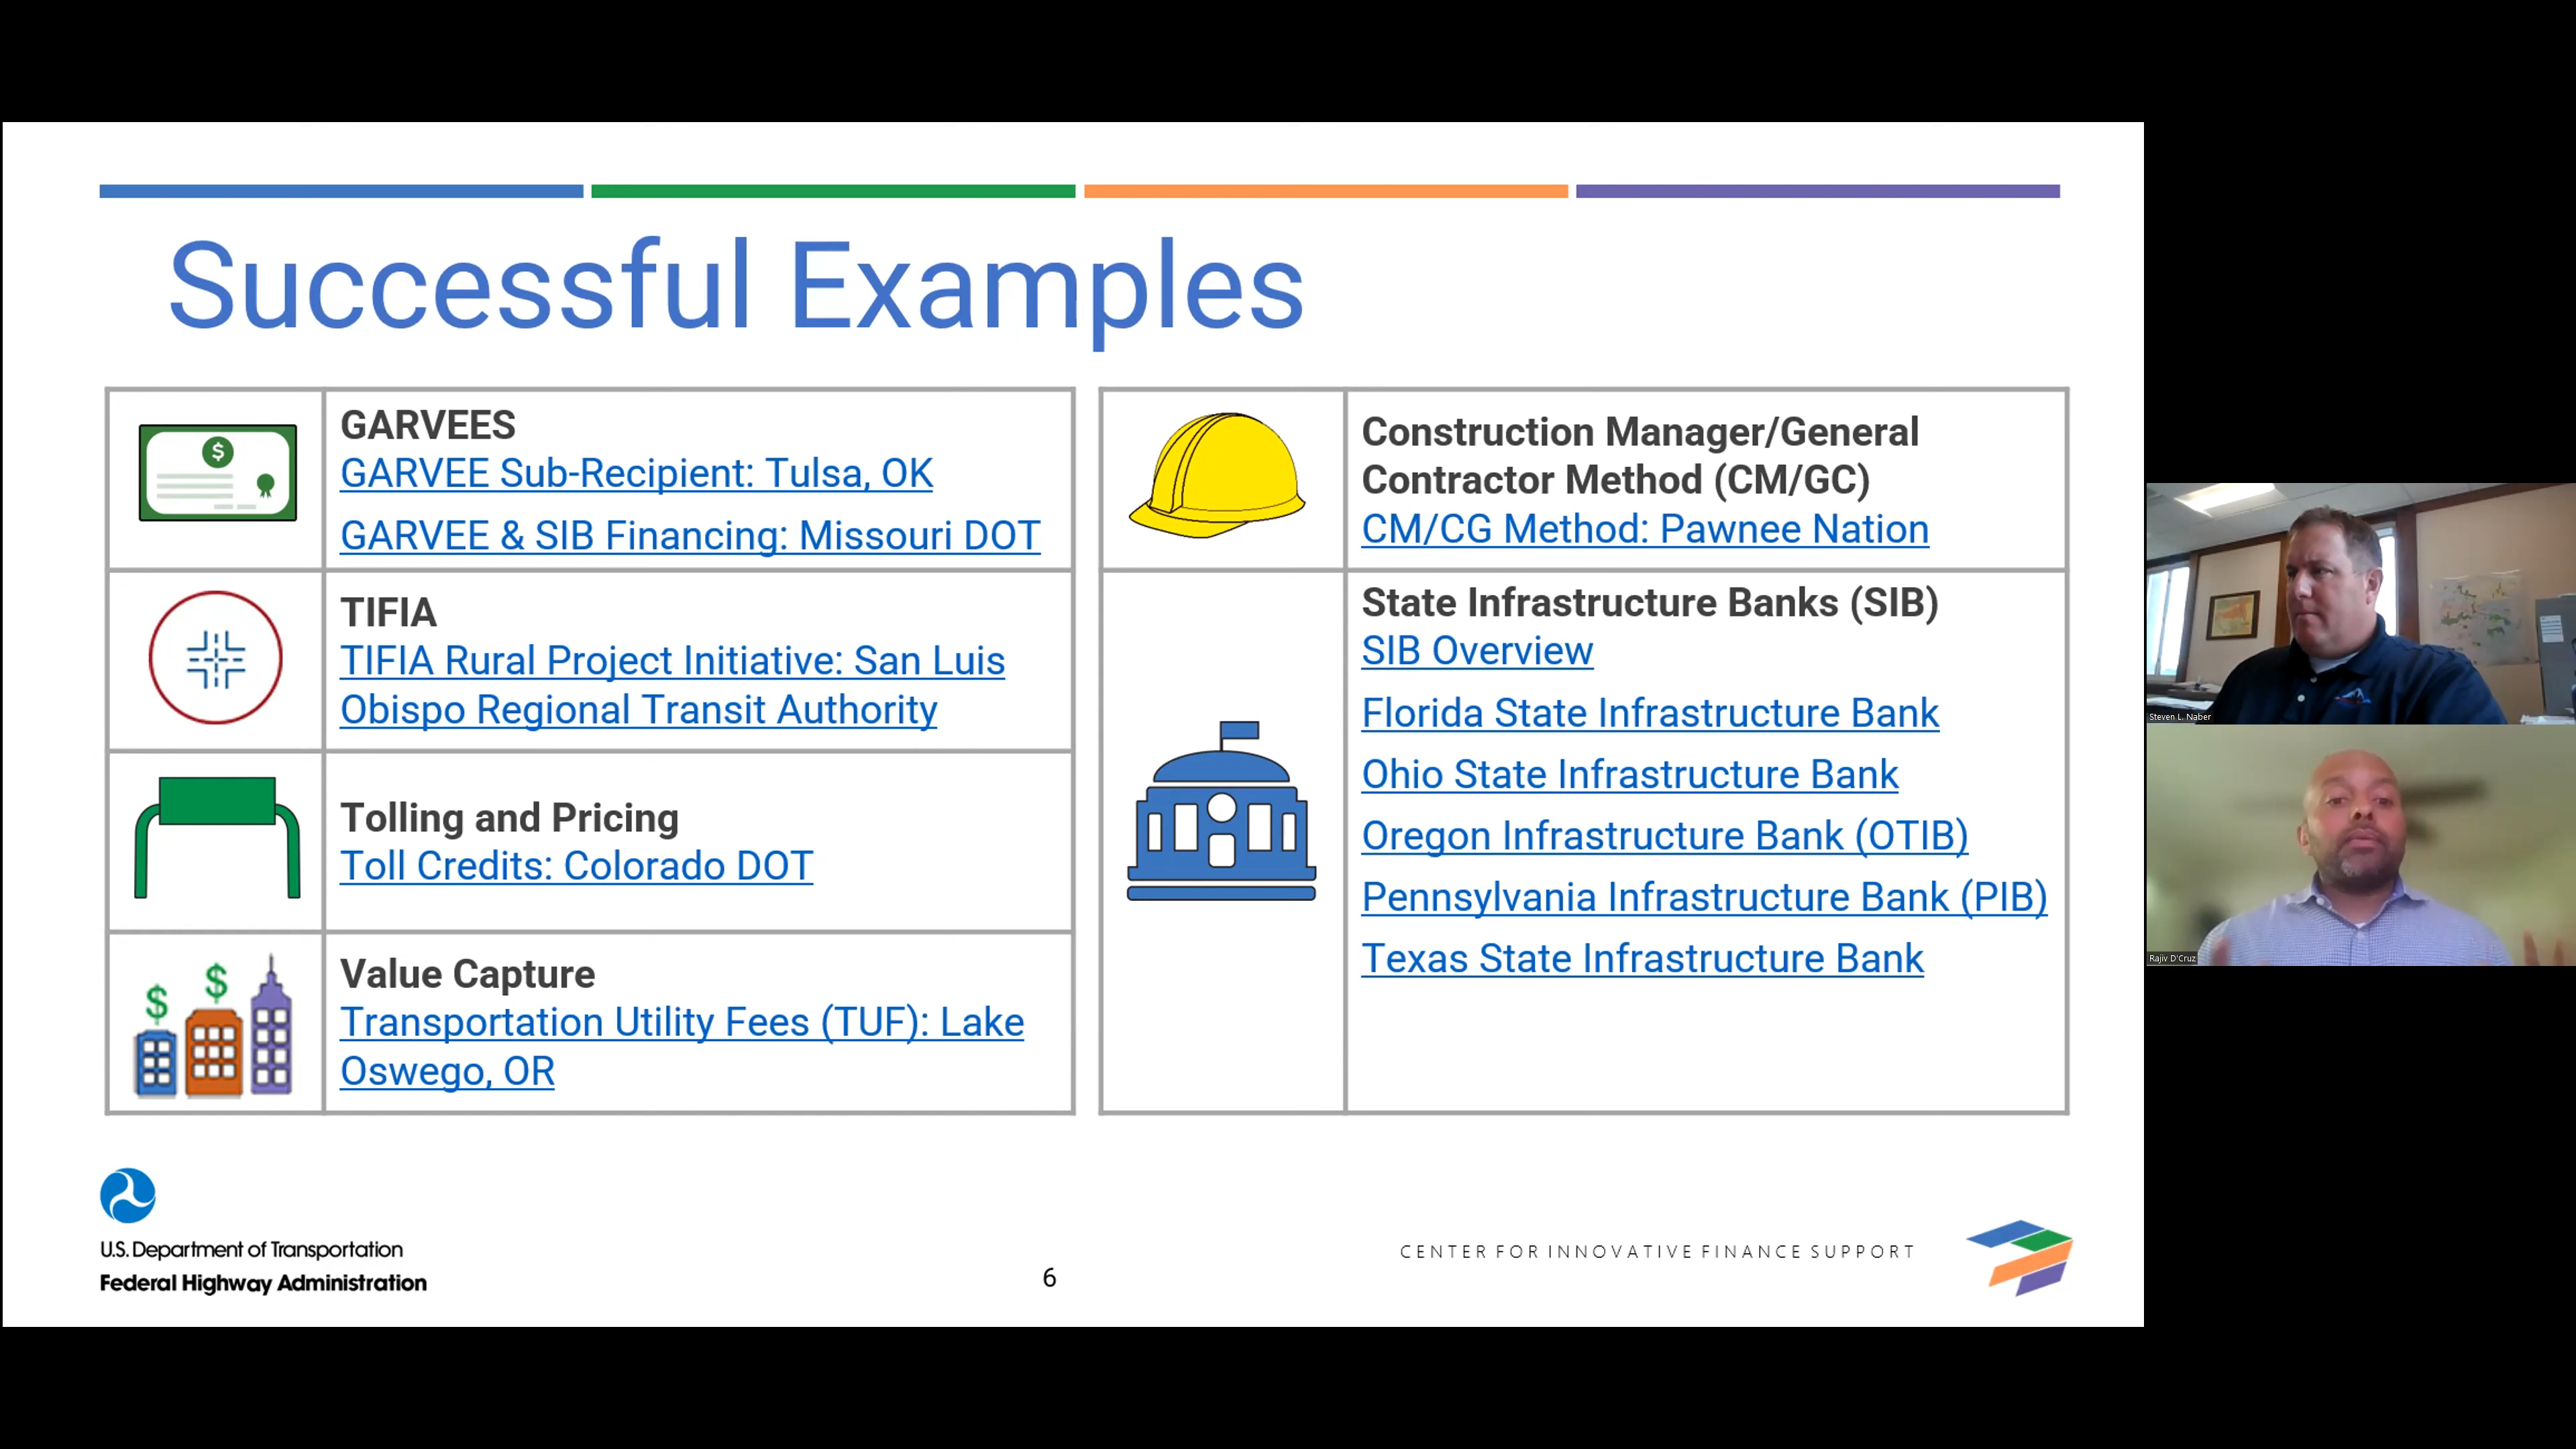 Successful Examples
GARVEES
GARVEE Sub-Recipient: Tulsa, OK
GARVEE & SIB Financing: Missouri DOT
TIFIA
TIFIA Rural Project Initiative: San Luis
Obispo Regional Transit Authority
Tolling and Pricing
Toll Credits: Colorado DOT
Value Capture
Transportation Utility Fees (TUF): Lake
Oswego, OR
Construction Manager/General
Contractor Method (CM/GC)
CM/CG Method: Pawnee Nation
State Infrastructure Banks (SIB)
SIB Overview
Florida State Infrastructure Bank
Ohio State Infrastructure Bank
Oregon Infrastructure Bank (OTIB)
Pennsylvania Infrastructure Bank (PIB)
Texas State Infrastructure Bank
$
$
$
U.S. Department of Transportation
Federal Highway Administration
6
CENTER FOR INNOVATIVE FINANCE SUPPORT
Steven L. Naber
Rajiv D'Cruz